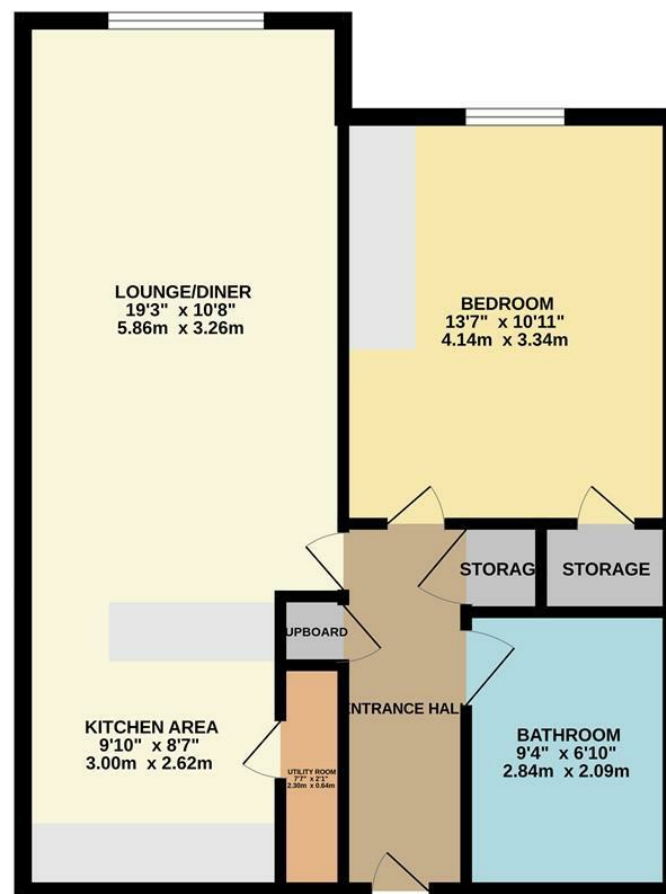 LOUNGE/DINER
19'3" x 10'8"
5.86m x 3.26m
BEDROOM
13'7" x 10'11"
4.14m x 3.34m
STORAG
STORAGE
UPBOARD
KITCHEN AREA
9'10" x 8'7"
3.00m x 2.62m
UTILITY ROOM
7'7" x 2'1"
2.30m x 0.64m
ENTRANCE HALL
BATHROOM
9'4" x 6'10"
2.84m x 2.09m